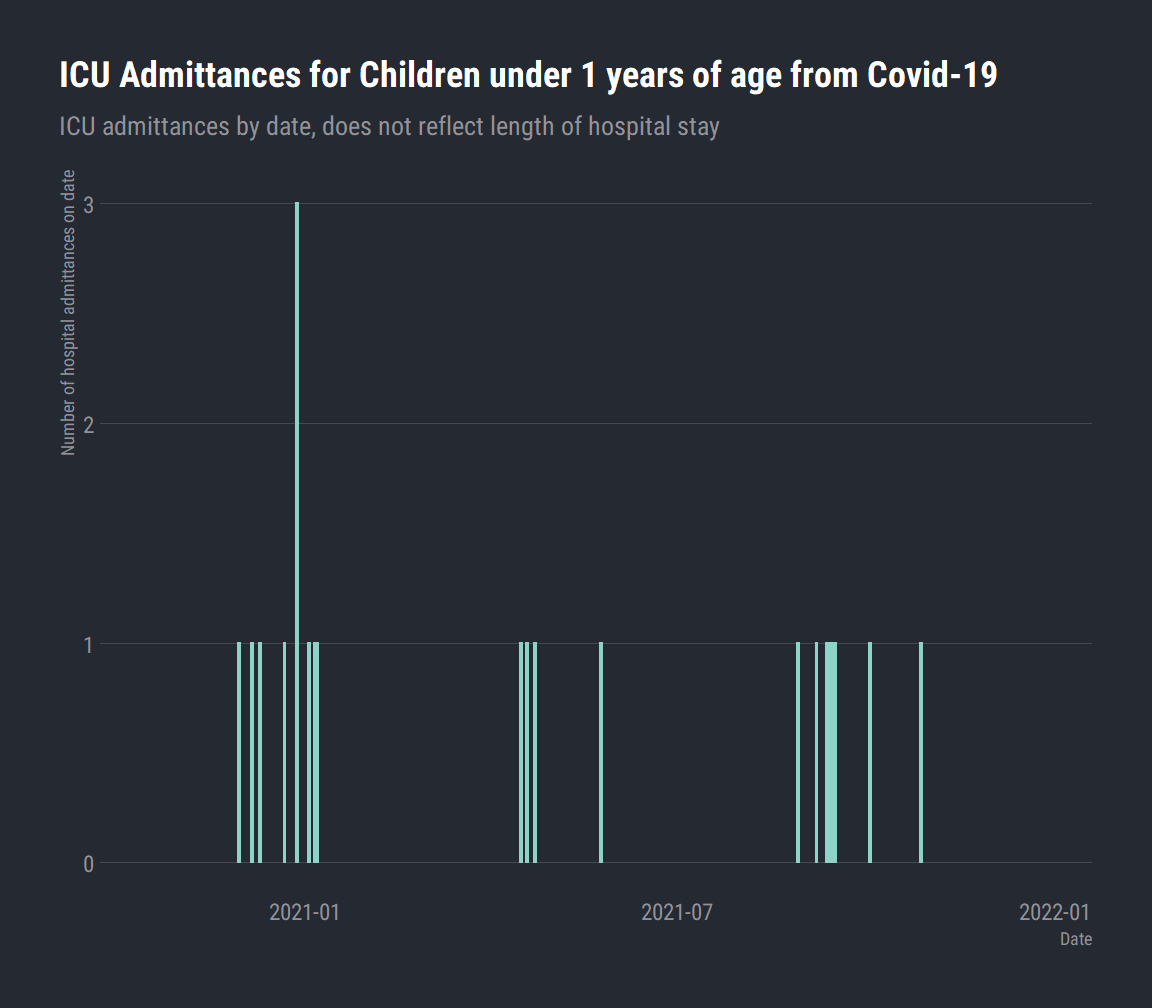 ICU Admittances for Children under 1 years of age from Covid-19
ICU admittances by date, does not reflect length of hospital stay
Number of hospital admittances on date
3
2
1
0
2021-01
2021-07
2022-01
Date